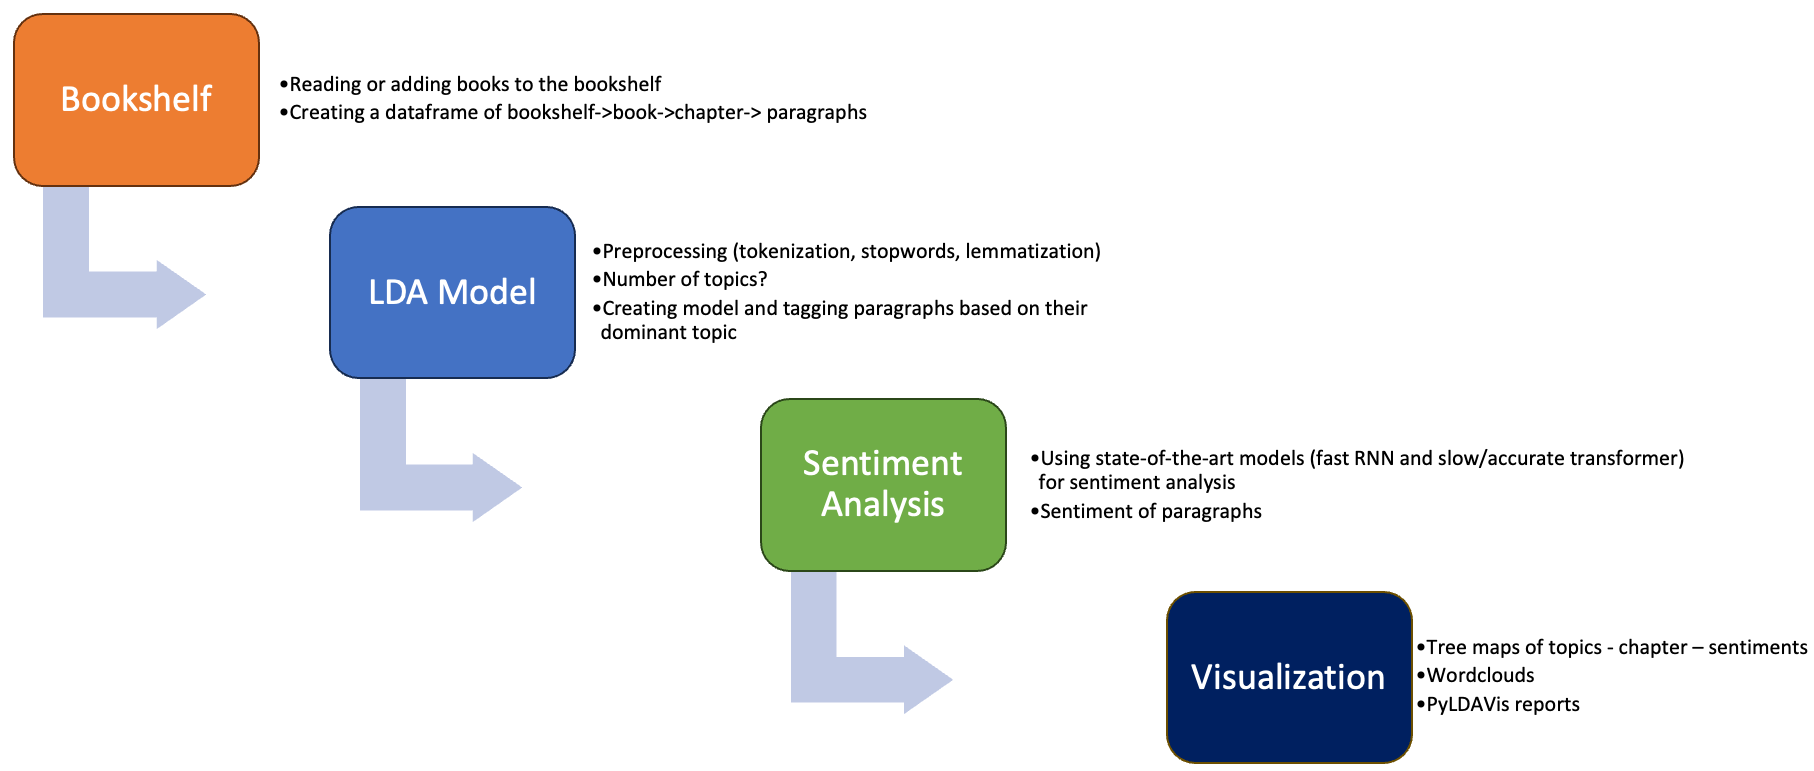 Bookshelf
•Reading or adding books to the bookshelf
•Creating a dataframe of bookshelf->book->chapter-> paragraphs
LDA Model
•Preprocessing (tokenization, stopwords, lemmatization)
•Number of topics?
•Creating model and tagging paragraphs based on their
dominant topic
Sentiment
Analysis
•Using state-of-the-art models (fast RNN and slow/accurate transformer)
for sentiment analysis
•Sentiment of paragraphs
Visualization
•Tree maps of topics - chapter – sentiments
•Wordclouds
•PyLDAVis reports